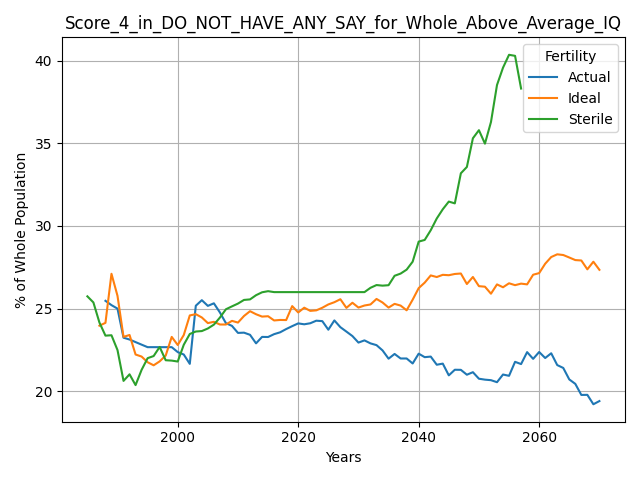 Score_4_in_DO_NOT_HAVE_ANY_SAY_for_Whole_Above_Average_IQ
Fertility
Actual
Ideal
Sterile
% of Whole Population
40
35
30
25
20
2000
2020
2040
2060
Years